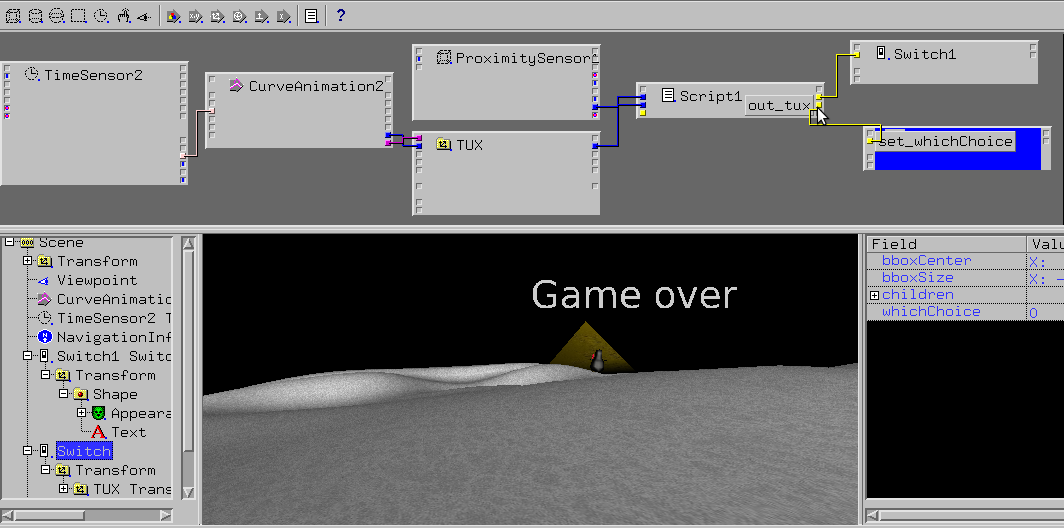 ?
TimeSensor2
CurveAnimation2
ProximitySensor
TUX
Script1
out_tux
Switch1
set_whichChoice
Scene
Transform
Viewpoint
CurveAnimatic
TimeSensor2 T
NavigationInf
Switch1 Switc
Transform
Shape
Appeara
Text
Switch
Transform
TUX Trans
Game over
Field Valu
bboxCenter X:
bboxSize X: -
children
whichChoice 0